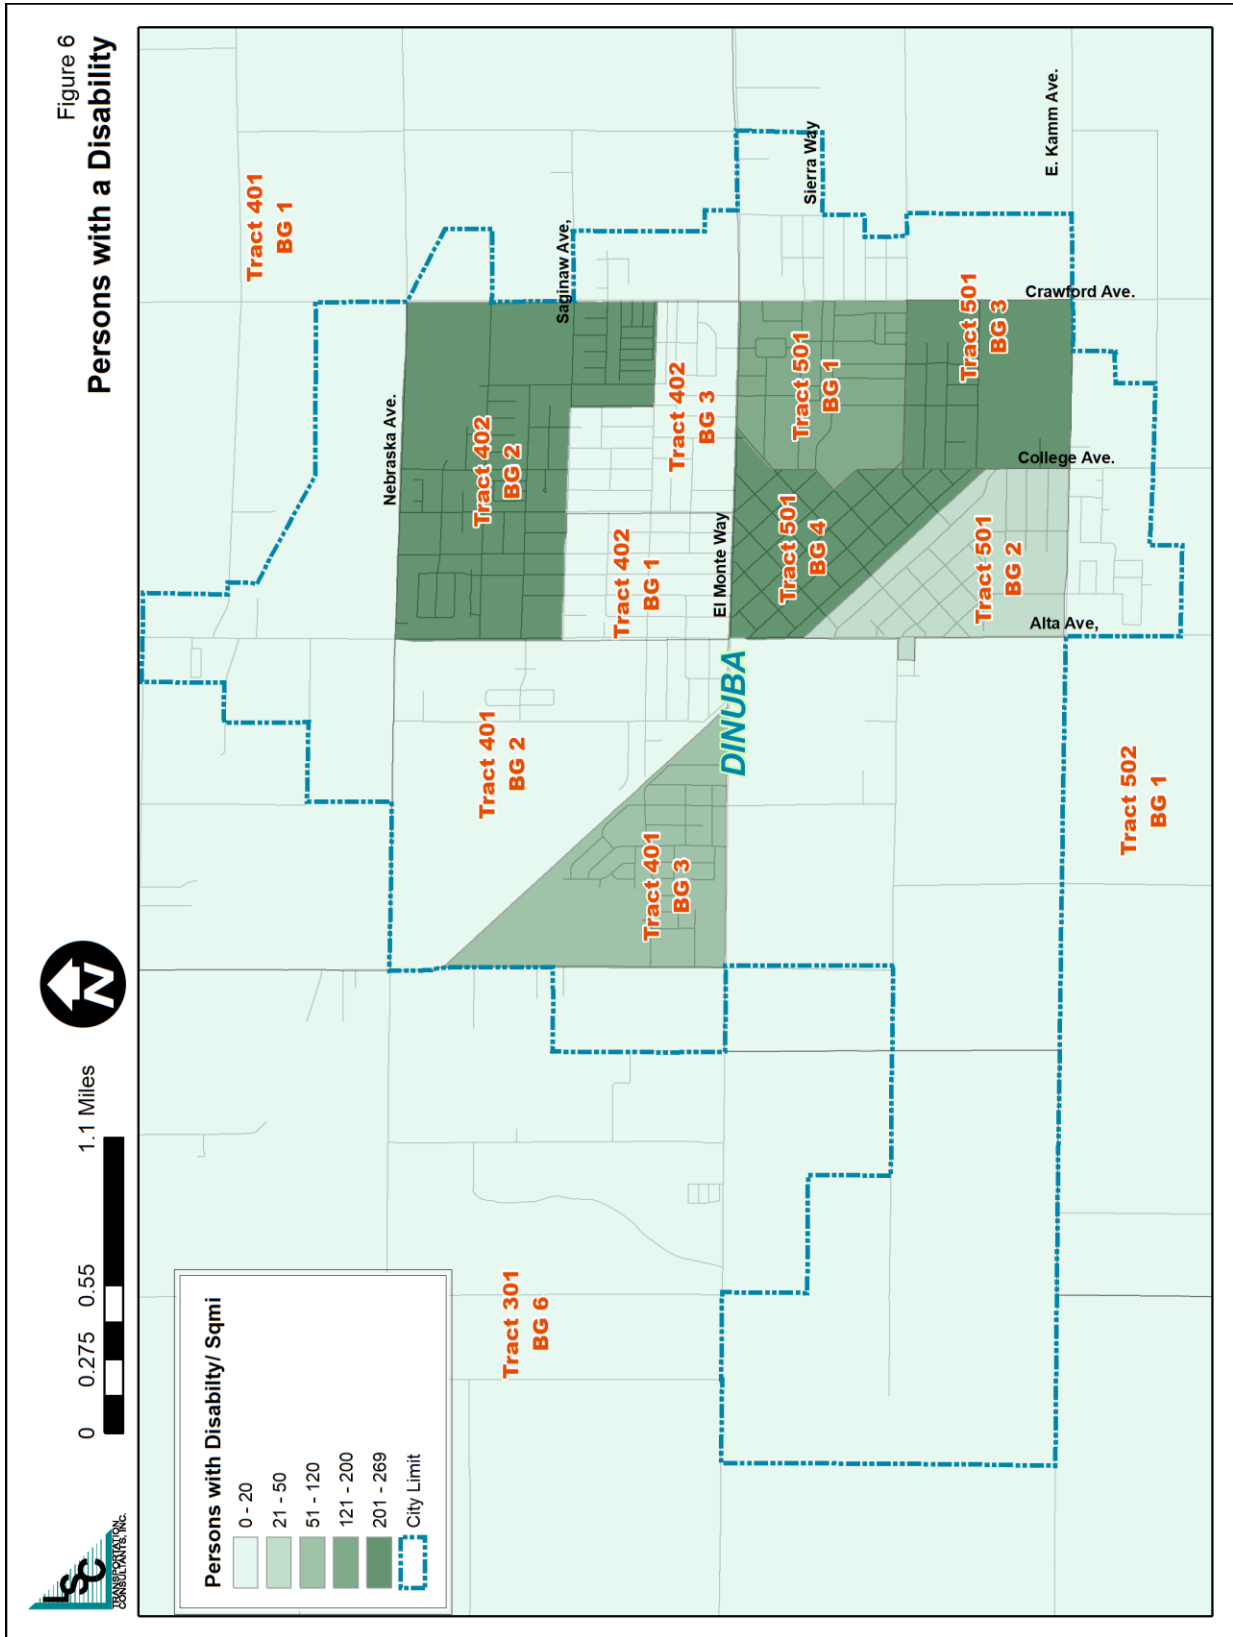 Figure 6
Persons with a Disability
LSC
TRANSPORTATION
CONSULTANTS, INC.
0 0.275 0.55 1.1 Miles
N
Persons with Disabilty/ Sqmi
0 - 20
21 - 50
51 - 120
121 - 200
201 - 269
City Limit
Tract 401
BG 1
Nebraska Ave.
Saginaw Ave,
Tract 402
BG 2
Tract 401
BG 2
Tract 301
BG 6
Tract 402
BG 3
Tract 402
BG 1
Tract 401
BG 3
El Monte Way
DINUBA
Sierra Way
Tract 501
BG 1
Tract 501
BG 4
Tract 501
BG 3
Tract 501
BG 2
E. Kamm Ave.
Crawford Ave.
College Ave.
Alta Ave,
Tract 502
BG 1